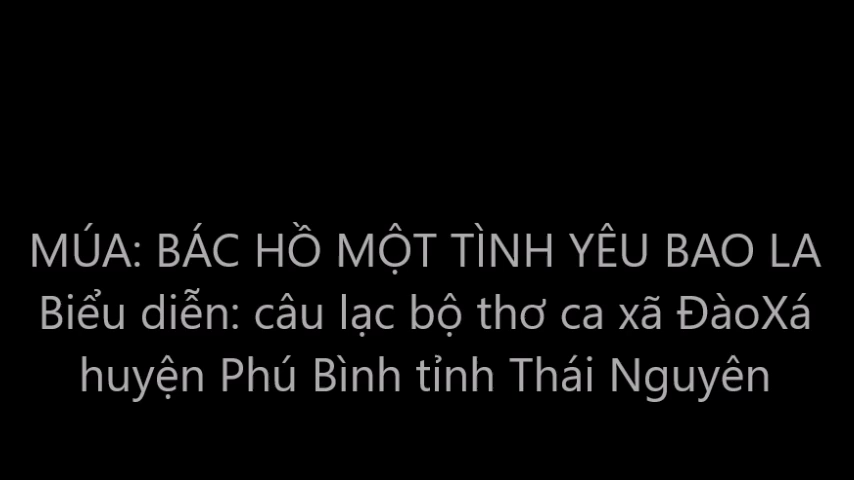 MÚA: BÁC HỒ MỘT TÌNH YÊU BAO LA
Biểu diễn: câu lạc bộ thơ ca xã ĐàoXá
huyện Phú Bình tỉnh Thái Nguyên